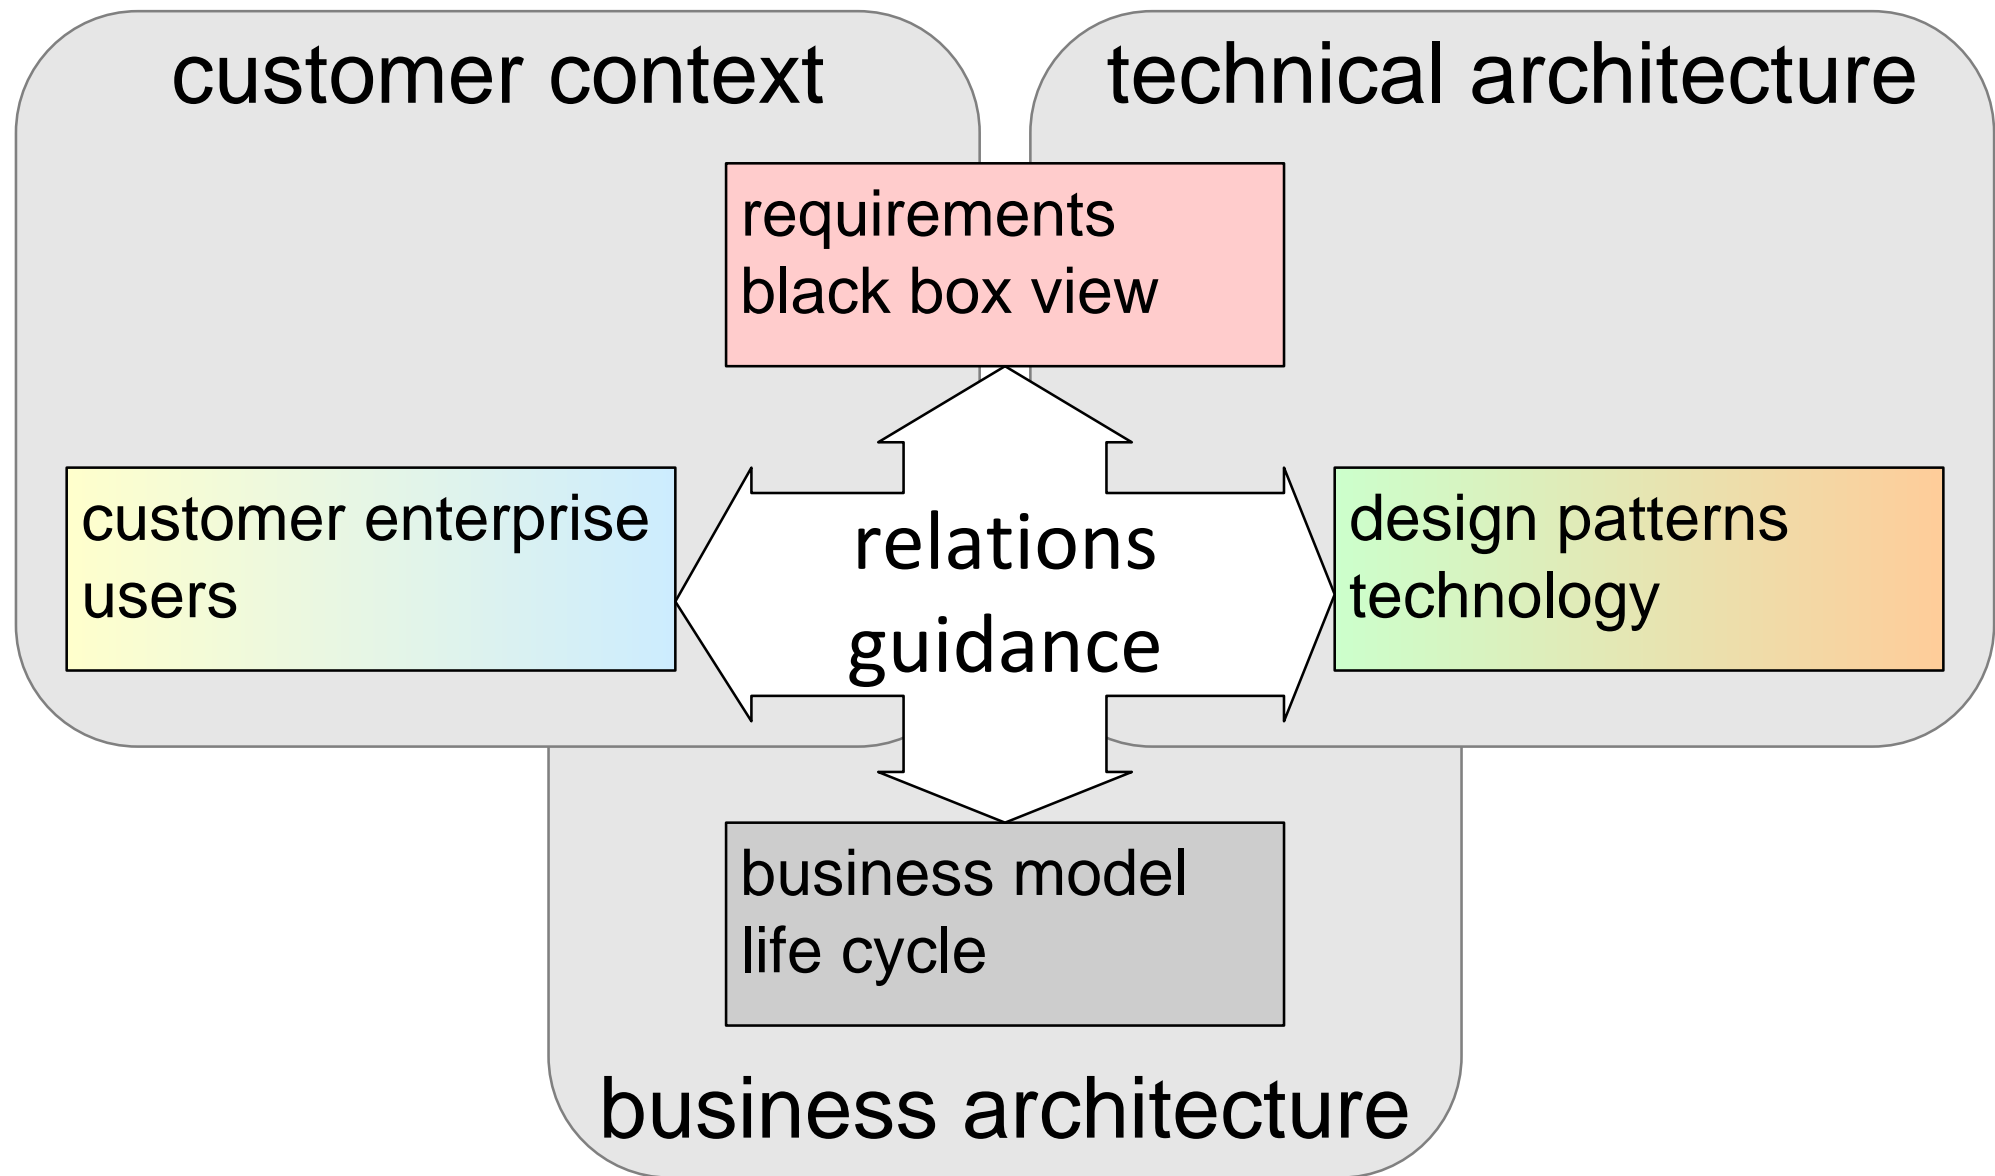 customer context
technical architecture
requirements
black box view
customer enterprise
users
relations
guidance
design patterns
technology
business model
life cycle
business architecture